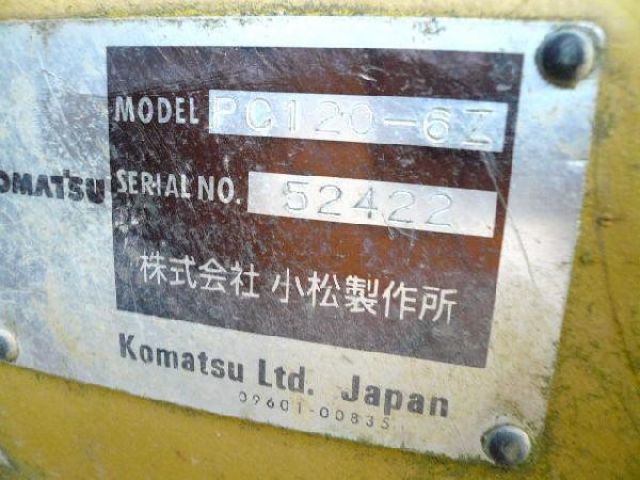 MODEL PC120-6Z
KOMATSU SERIAL NO. 52422
株式会社 小松製作所
Komatsu Ltd. Japan
09601-00835